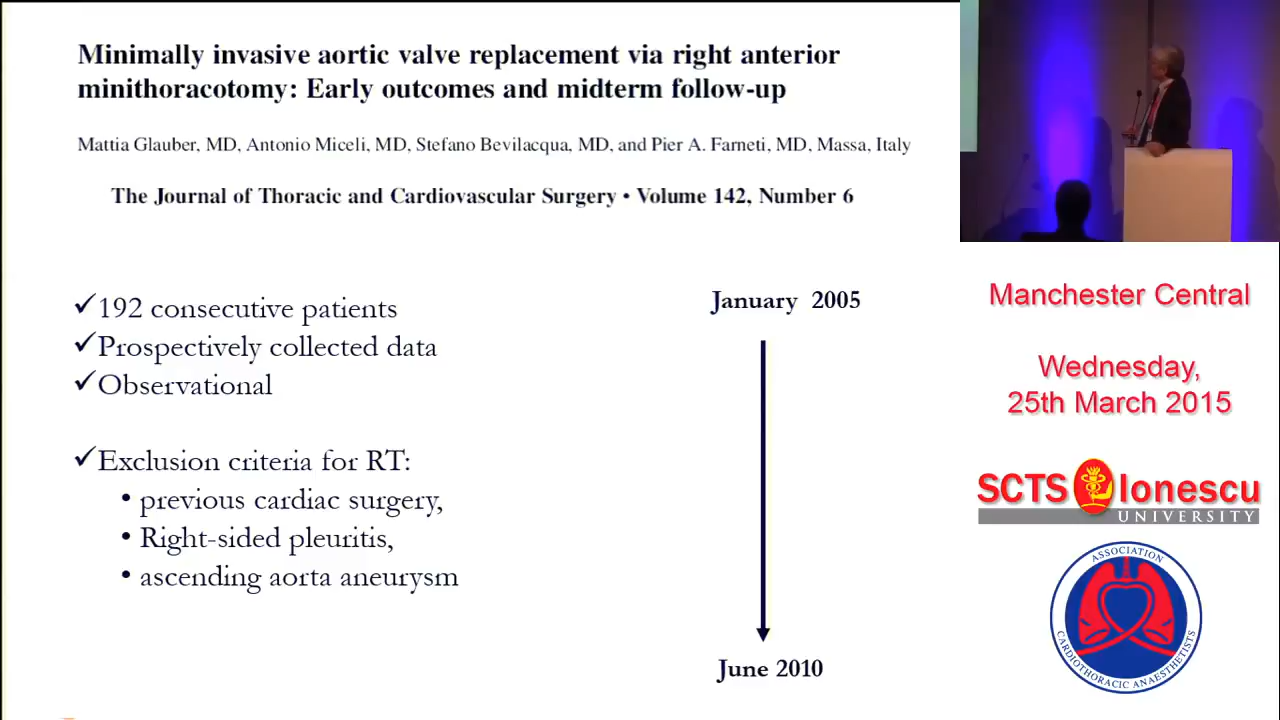 Minimally invasive aortic valve replacement via right anterior
minithoracotomy: Early outcomes and midterm follow-up
Mattia Glauber, MD, Antonio Miceli, MD, Stefano Bevilacqua, MD, and Pier A. Farneti, MD, Massa, Italy
The Journal of Thoracic and Cardiovascular Surgery • Volume 142, Number 6
✓192 consecutive patients
✓Prospectively collected data
✓Observational
✓Exclusion criteria for RT:
• previous cardiac surgery,
• Right-sided pleuritis,
• ascending aorta aneurysm
January 2005
June 2010
Manchester Central
Wednesday,
25th March 2015
SCTS Ionescu
UNIVERSITY
ASSOCIATION
CARDIOTHORACIC ANAESTHETISTS